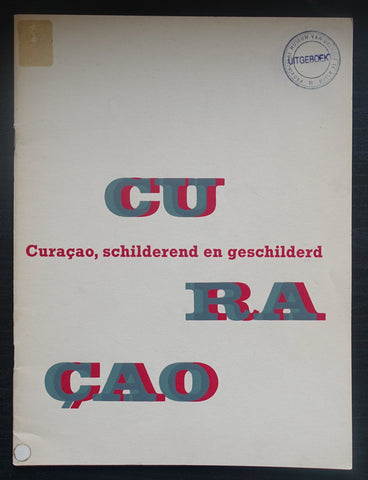 UITGEBOEKT
CU
Curaçao, schilderend en geschilderd
RA
ÇAO